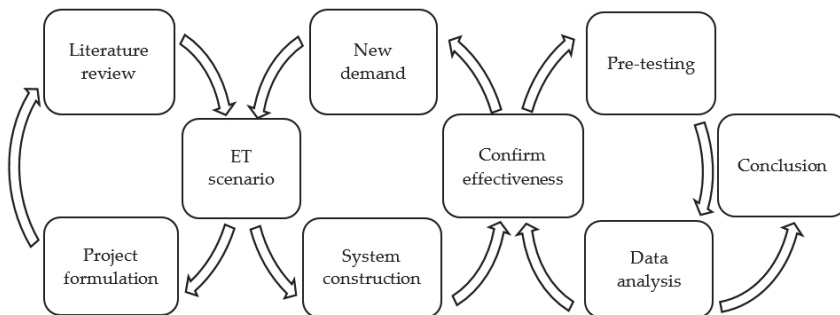 Literature
review
New
demand
Pre-testing
ET
scenario
Confirm
effectiveness
Conclusion
Project
formulation
System
construction
Data
analysis